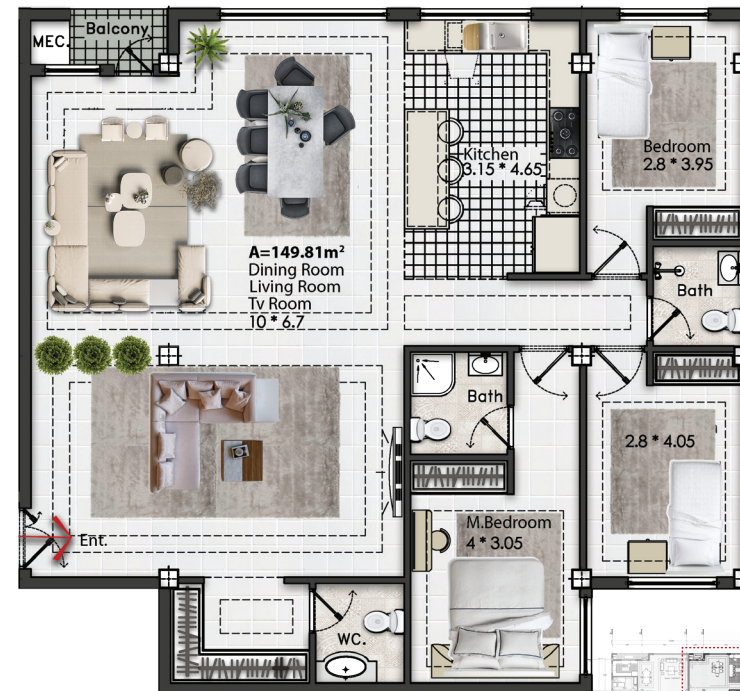 MEC.
Balcony
Kitchen
3.15 * 4.65
Bedroom
2.8 * 3.95
A=149.81m²
Dining Room
Living Room
Tv Room
10 * 6.7
Bath
Bath
2.8 * 4.05
M.Bedroom
4 * 3.05
Ent.
WC.